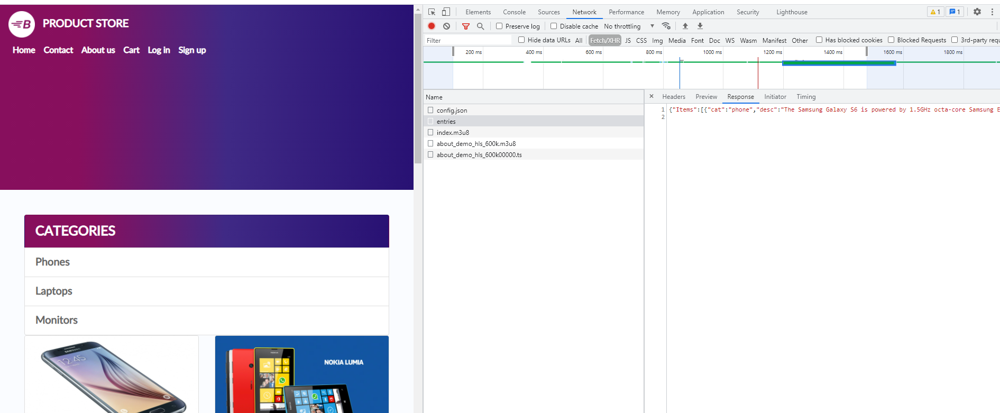 B PRODUCT STORE
Home Contact About us Cart Log in Sign up
CATEGORIES
Phones
Laptops
Monitors
SAMSUNG
12:45
NOKIA LUMIA
NOKIA
Elements Console Sources Network Performance Memory Application Security Lighthouse 1 1
Preserve log Disable cache No throttling
Filter Hide data URLs All Fetch/XHR JS CSS Img Media Font Doc WS Wasm Manifest Other Has blocked cookies Blocked Requests 3rd-party requ
200 ms 400 ms 600 ms 800 ms 1000 ms 1200 ms 1400 ms 1600 ms 1800 ms
Name
config.json
entries
index.m3u8
about_demo_hls_600k.m3u8
about_demo_hls_600k00000.ts
× Headers Preview Response Initiator Timing
1 {"Items":[{"cat":"phone","desc":"The Samsung Galaxy S6 is powered by 1.5GHz octa-core Samsung E
2